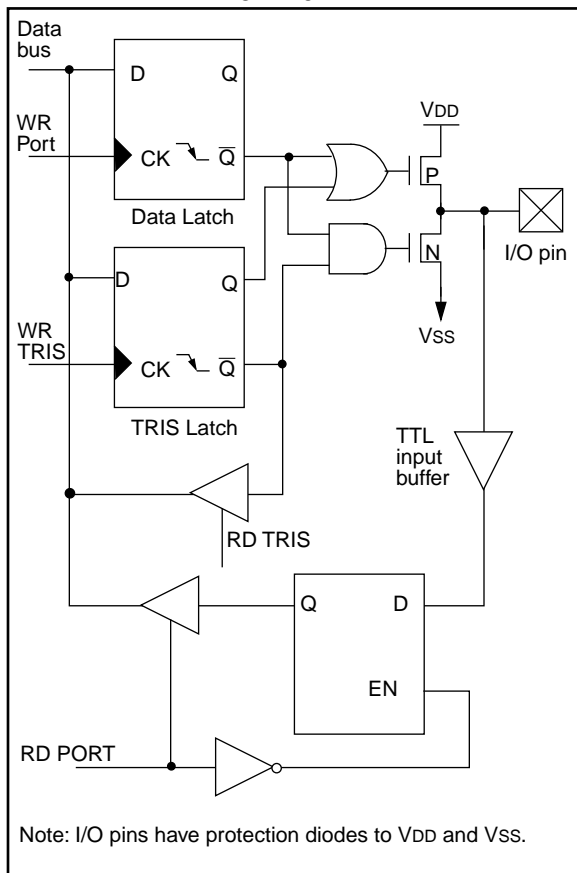 Data
bus
D
Q
WR
Port
CK
Q
Data Latch
VDD
P
N
I/O pin
VSS
D
Q
WR
TRIS
CK
Q
TRIS Latch
TTL
input
buffer
RD TRIS
Q
D
EN
RD PORT
Note: I/O pins have protection diodes to VDD and VSS.